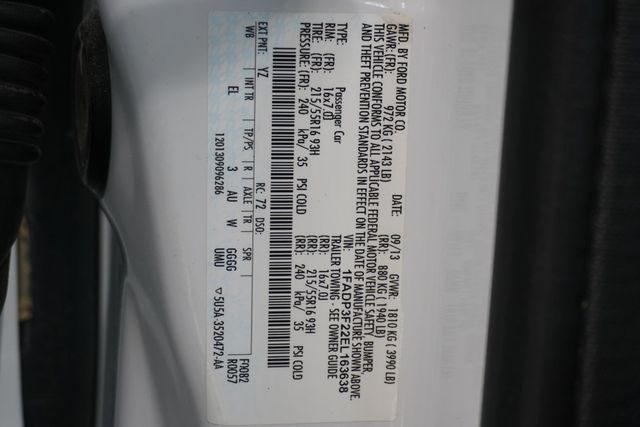 MFD. BY FORD MOTOR CO.
DATE: 09/13 GVWR: 1810 KG ( 3990 LB)
GAWR: (FR): 972 KG ( 2143 LB) (RR): 880 KG ( 1940 LB)
THIS VEHICLE CONFORMS TO ALL APPLICABLE FEDERAL MOTOR VEHICLE SAFETY, BUMPER,
AND THEFT PREVENTION STANDARDS IN EFFECT ON THE DATE OF MANUFACTURE SHOWN ABOVE.
VIN: 1FADP3F22EL163638
TYPE: Passenger Car TRAILER TOWING - SEE OWNER GUIDE
RIM: (FR): 16x7.0J (RR): 16x7.0J
TIRE: (FR): 215/55R16 93H (RR): 215/55R16 93H
PRESSURE: (FR): 240 kPa/ 35 PSI COLD (RR): 240 kPa/ 35 PSI COLD
EXT PNT: YZ RC: 72 DSO: F0082
WB INT TR TP/PS R AXLE TR SPR R0057
EL 3 AU W GGGG
1201309096286 UMU ▽ 5U5A 3520472-AA